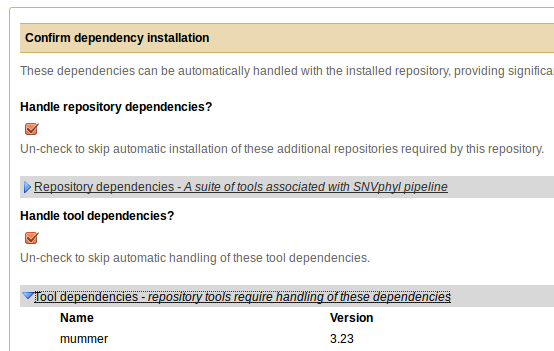 Confirm dependency installation
These dependencies can be automatically handled with the installed repository, providing
Handle repository dependencies?
Un-check to skip automatic installation of these additional repositories required by this repository.
Repository dependencies - A suite of tools associated with SNVphyl pipeline
Handle tool dependencies?
Un-check to skip automatic handling of these tool dependencies.
Tool dependencies - repository tools require handling of these dependencies
Name Version
mummer 3.23